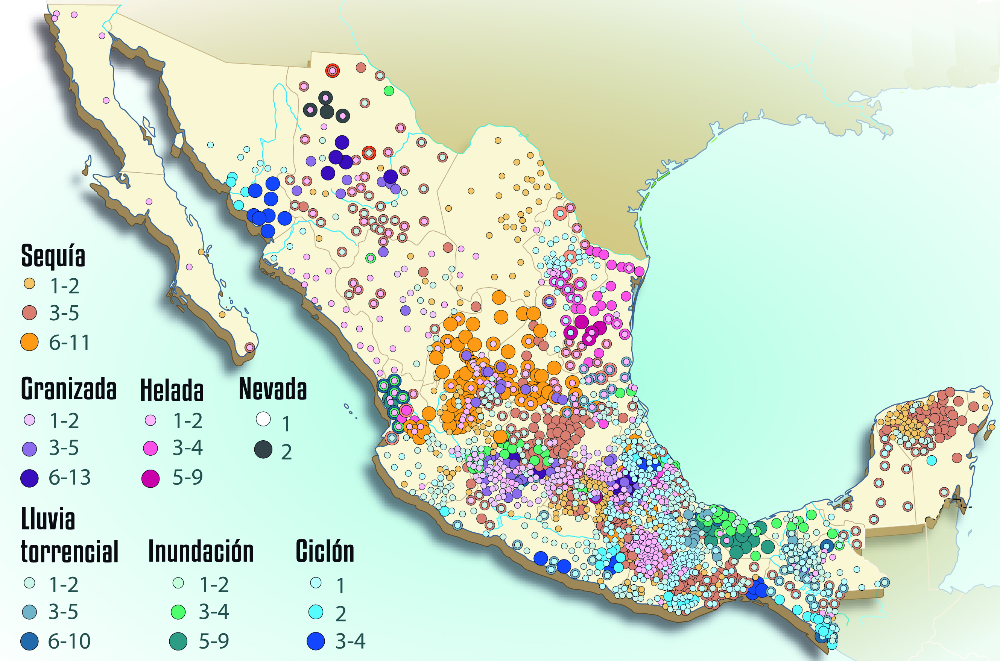 Sequía
1-2
3-5
6-11
Granizada
1-2
3-5
6-13
Helada
1-2
3-4
5-9
Nevada
1
2
Lluvia
torrencial
1-2
3-5
6-10
Inundación
1-2
3-4
5-9
Ciclón
1
2
3-4